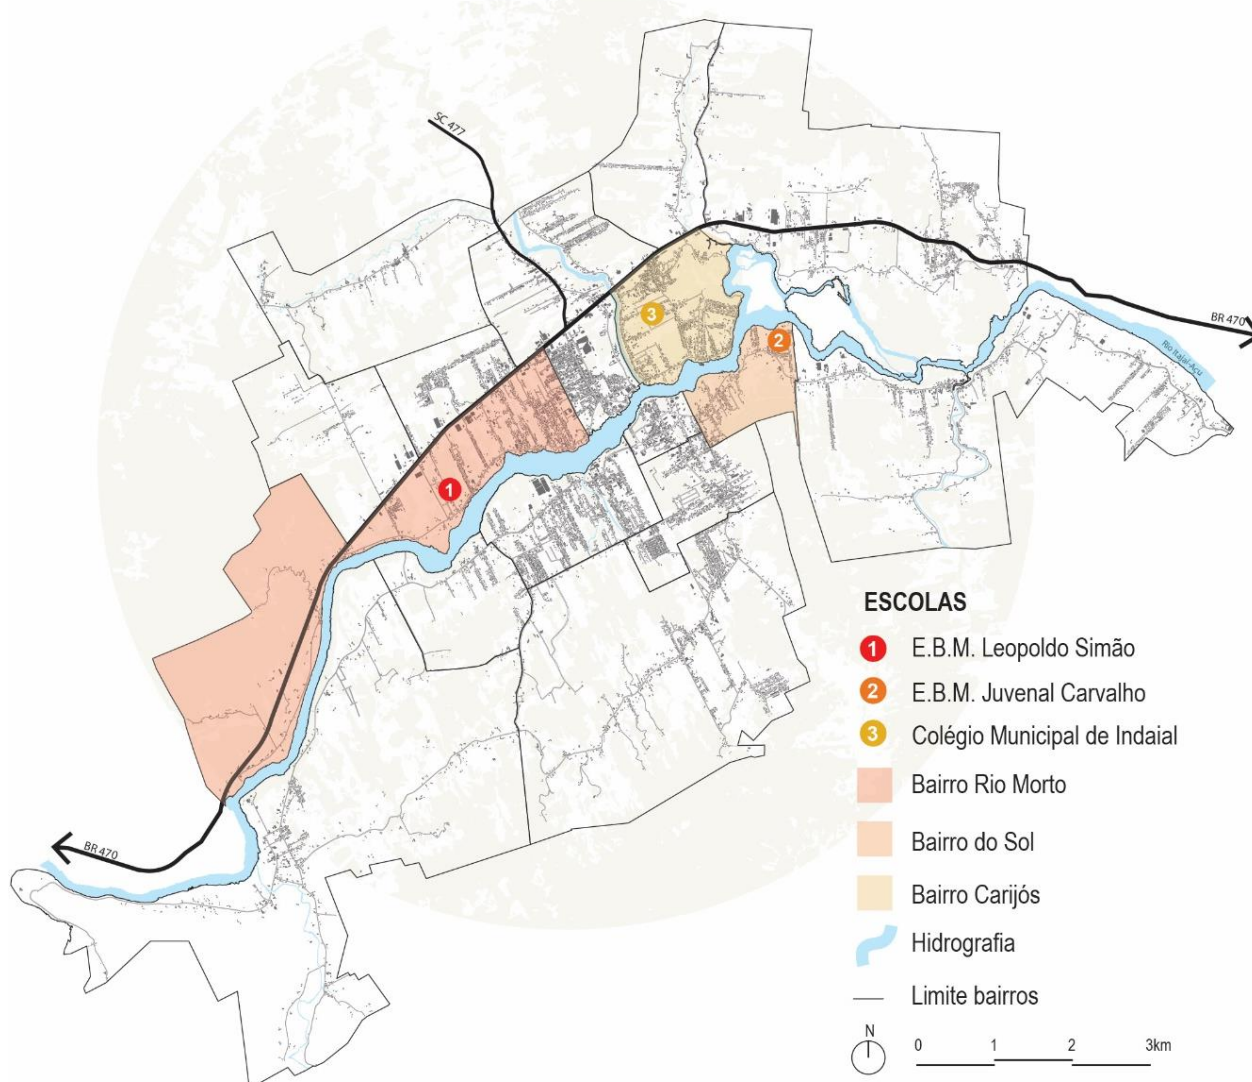 SC 477
BR 470
Rio Itajaí-Açu
3
2
1
BR 470
ESCOLAS
1 E.B.M. Leopoldo Simão
2 E.B.M. Juvenal Carvalho
3 Colégio Municipal de Indaial
Bairro Rio Morto
Bairro do Sol
Bairro Carijós
Hidrografia
Limite bairros
N
0 1 2 3km